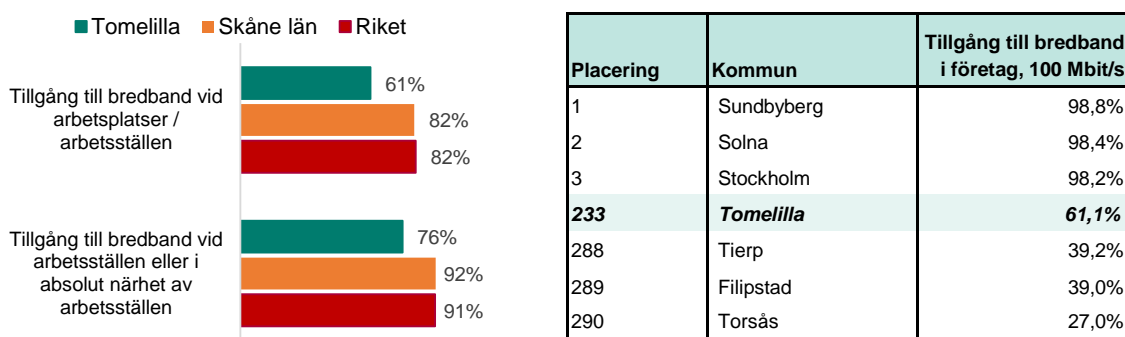 Tomelilla Skåne län Riket
Tillgång till bredband vid
arbetsplatser /
arbetsställen
61%
82%
82%
Tillgång till bredband vid
arbetsställen eller i
absolut närhet av
arbetsställen
76%
92%
91%
Placering Kommun Tillgång till bredband
i företag, 100 Mbit/s
1 Sundbyberg 98,8%
2 Solna 98,4%
3 Stockholm 98,2%
233 Tomelilla 61,1%
288 Tierp 39,2%
289 Filipstad 39,0%
290 Torsås 27,0%